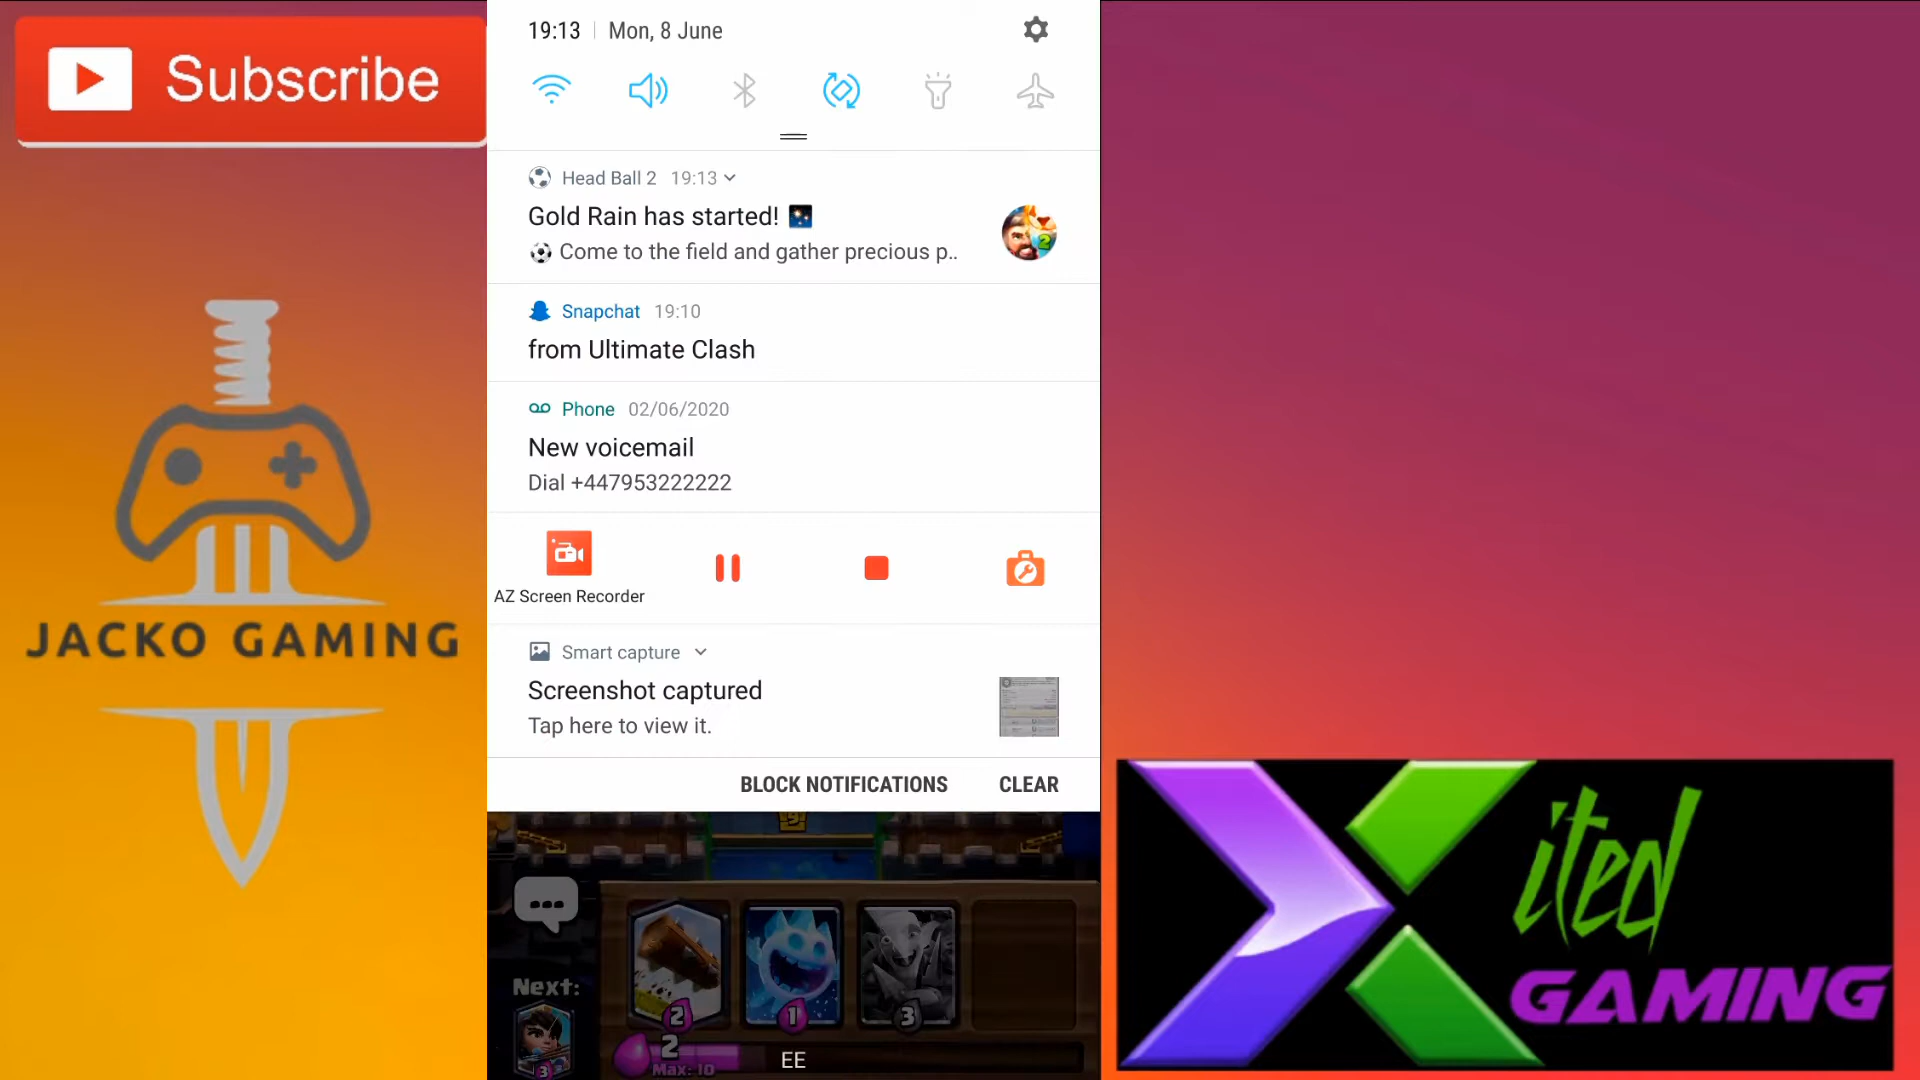 Subscribe
JACKO GAMING
19:13 Mon, 8 June
Head Ball 2 19:13
Gold Rain has started!
Come to the field and gather precious p..
2
Snapchat 19:10
from Ultimate Clash
Phone 02/06/2020
New voicemail
Dial +447953222222
AZ Screen Recorder
Smart capture
Screenshot captured
Tap here to view it.
BLOCK NOTIFICATIONS CLEAR
Next:
2 1 3
3
2
Max: 10
EE
Xited
GAMING